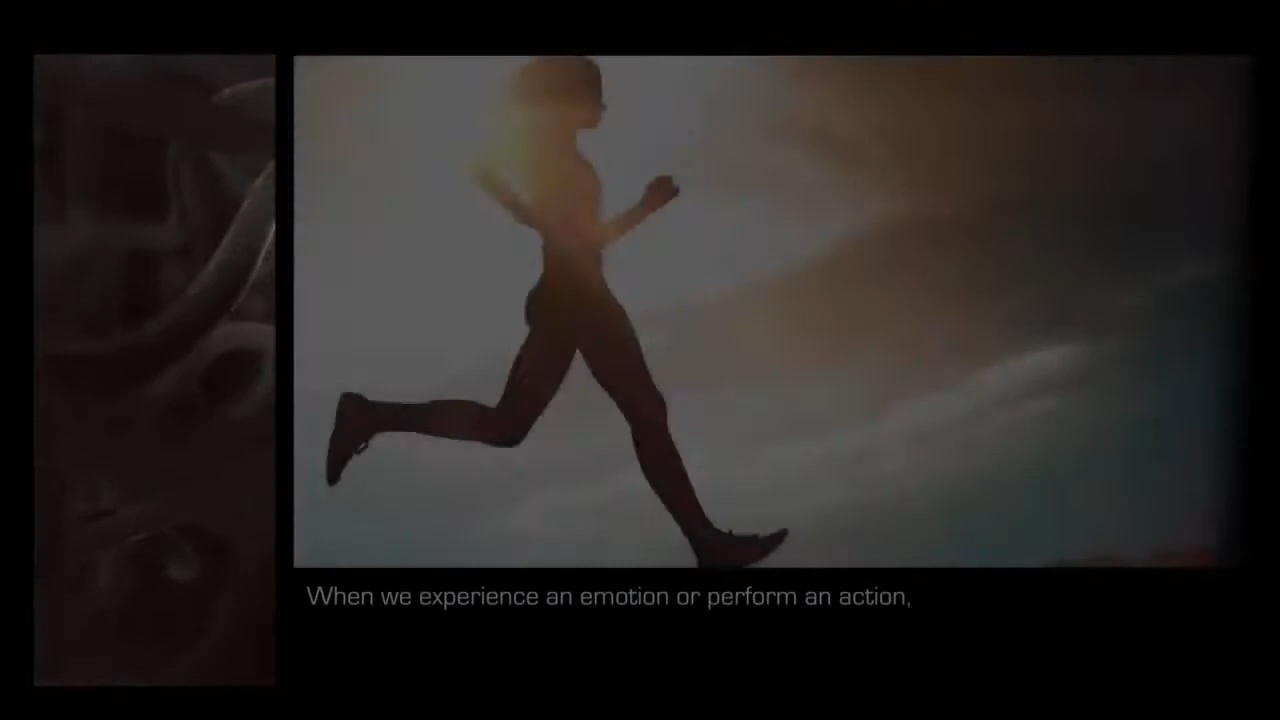 When we experience an emotion or perform an action,